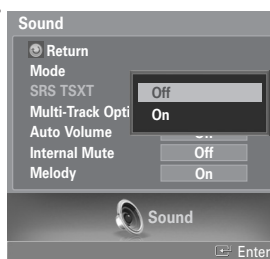 Sound
Return
Mode
SRS TSXT
Off
Multi-Track Opti
On
Auto Volume
Internal Mute Off
Melody On
Sound
Enter